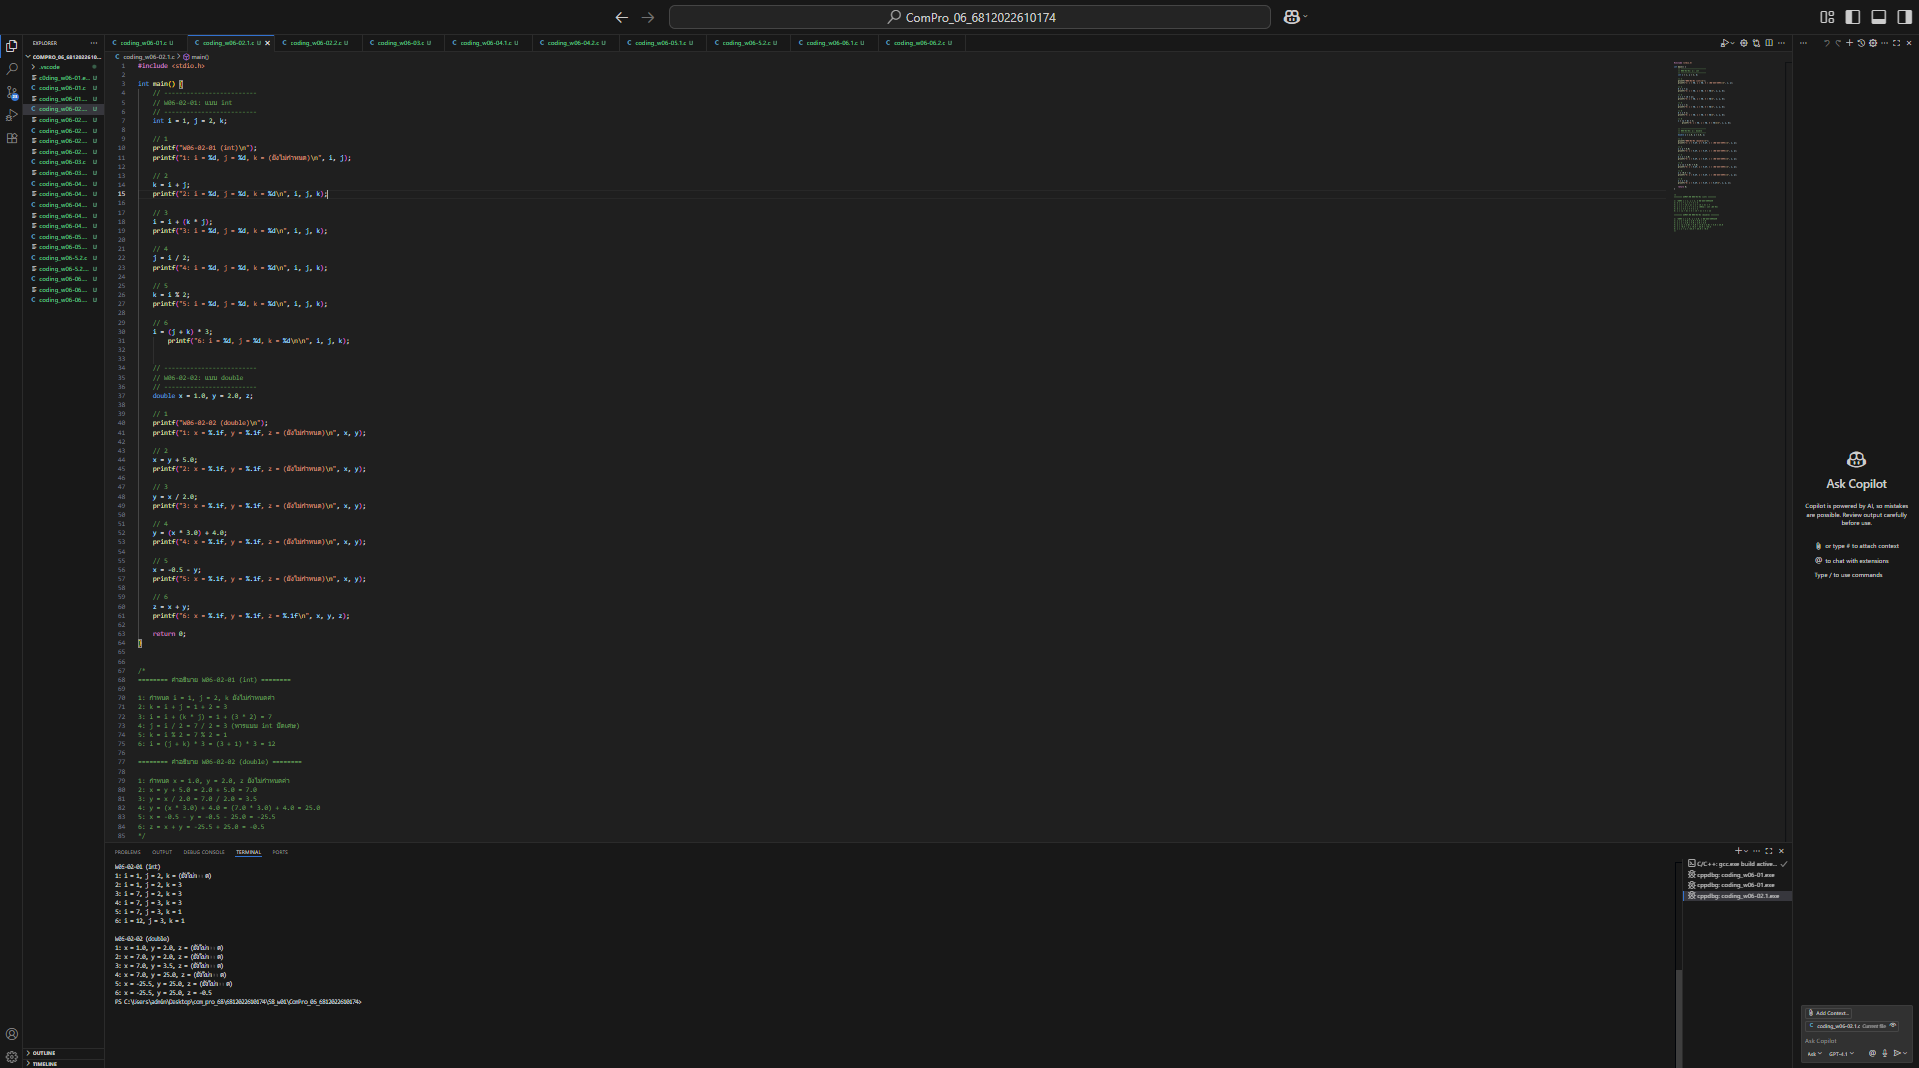 ComPro_06_6812022610174
EXPLORER
COMPRO_06_6812022610...
.vscode
c0ding_w06-01.e... U
coding_w06-01.c U
coding_w06-01.... U
coding_w06-02.... U
coding_w06-02.... U
coding_w06-02.... U
coding_w06-02.... U
coding_w06-02.... U
coding_w06-03.c U
coding_w06-03.... U
coding_w06-04.... U
coding_w06-04.... U
coding_w06-04.... U
coding_w06-04.... U
coding_w06-04.... U
coding_w06-05.... U
coding_w06-05.... U
coding_w06-5.2.c U
coding_w06-5.2.... U
coding_w06-06.... U
coding_w06-06.... U
coding_w06-06.... U
OUTLINE
TIMELINE
coding_w06-01.c U
coding_w06-02.1.c U
coding_w06-02.2.c U
coding_w06-03.c U
coding_w06-04.1.c U
coding_w06-04.2.c U
coding_w06-05.1.c U
coding_w06-5.2.c U
coding_w06-06.1.c U
coding_w06-06.2.c U
coding_w06-02.1.c > main()
1 #include <stdio.h>
2
3 int main() {
4 // -------------------------
5 // W06-02-01: แบบ int
6 // -------------------------
7 int i = 1, j = 2, k;
8
9 // 1
10 printf("W06-02-01 (int)\n");
11 printf("1: i = %d, j = %d, k = (ยังไม่กำหนด)\n", i, j);
12
13 // 2
14 k = i + j;
15 printf("2: i = %d, j = %d, k = %d\n", i, j, k);
16
17 // 3
18 i = i + (k * j);
19 printf("3: i = %d, j = %d, k = %d\n", i, j, k);
20
21 // 4
22 j = i / 2;
23 printf("4: i = %d, j = %d, k = %d\n", i, j, k);
24
25 // 5
26 k = i % 2;
27 printf("5: i = %d, j = %d, k = %d\n", i, j, k);
28
29 // 6
30 i = (j + k) * 3;
31 printf("6: i = %d, j = %d, k = %d\n\n", i, j, k);
32
33
34 // -------------------------
35 // W06-02-02: แบบ double
36 // -------------------------
37 double x = 1.0, y = 2.0, z;
38
39 // 1
40 printf("W06-02-02 (double)\n");
41 printf("1: x = %.1f, y = %.1f, z = (ยังไม่กำหนด)\n", x, y);
42
43 // 2
44 x = y + 5.0;
45 printf("2: x = %.1f, y = %.1f, z = (ยังไม่กำหนด)\n", x, y);
46
47 // 3
48 y = x / 2.0;
49 printf("3: x = %.1f, y = %.1f, z = (ยังไม่กำหนด)\n", x, y);
50
51 // 4
52 y = (x * 3.0) + 4.0;
53 printf("4: x = %.1f, y = %.1f, z = (ยังไม่กำหนด)\n", x, y);
54
55 // 5
56 x = -0.5 - y;
57 printf("5: x = %.1f, y = %.1f, z = (ยังไม่กำหนด)\n", x, y);
58
59 // 6
60 z = x + y;
61 printf("6: x = %.1f, y = %.1f, z = %.1f\n", x, y, z);
62
63 return 0;
64 }
65
66
67 /*
68 ======== คำอธิบาย W06-02-01 (int) ========
69
70 1: กำหนด i = 1, j = 2, k ยังไม่กำหนดค่า
71 2: k = i + j = 1 + 2 = 3
72 3: i = i + (k * j) = 1 + (3 * 2) = 7
73 4: j = i / 2 = 7 / 2 = 3 (หารแบบ int ปัดเศษ)
74 5: k = i % 2 = 7 % 2 = 1
75 6: i = (j + k) * 3 = (3 + 1) * 3 = 12
76
77 ======== คำอธิบาย W06-02-02 (double) ========
78
79 1: กำหนด x = 1.0, y = 2.0, z ยังไม่กำหนดค่า
80 2: x = y + 5.0 = 2.0 + 5.0 = 7.0
81 3: y = x / 2.0 = 7.0 / 2.0 = 3.5
82 4: y = (x * 3.0) + 4.0 = (7.0 * 3.0) + 4.0 = 25.0
83 5: x = -0.5 - y = -0.5 - 25.0 = -25.5
84 6: z = x + y = -25.5 + 25.0 = -0.5
85 */
PROBLEMS OUTPUT DEBUG CONSOLE TERMINAL PORTS
W06-02-01 (int)
1: i = 1, j = 2, k = (ยังไม่ก
2: i = 1, j = 2, k = 3
3: i = 7, j = 2, k = 3
4: i = 7, j = 3, k = 3
5: i = 7, j = 3, k = 1
6: i = 12, j = 3, k = 1
W06-02-02 (double)
1: x = 1.0, y = 2.0, z = (ยังไม่ก
2: x = 7.0, y = 2.0, z = (ยังไม่ก
3: x = 7.0, y = 3.5, z = (ยังไม่ก
4: x = 7.0, y = 25.0, z = (ยังไม่ก
5: x = -25.5, y = 25.0, z = (ยังไม่ก
6: x = -25.5, y = 25.0, z = -0.5
PS C:\Users\admin\Desktop\com_pro_68\6812022610174\S8_w01\ComPro_06_6812022610174>
C/C++: gcc.exe build active...
cppdbg: coding_w06-01.exe
cppdbg: coding_w06-01.exe
cppdbg: coding_w06-02.1.exe
Ask Copilot
Copilot is powered by AI, so mistakes
are possible. Review output carefully
before use.
or type # to attach context
@ to chat with extensions
Type / to use commands
Add Context...
coding_w06-02.1.c Current file
Ask Copilot
Ask GPT-4.1